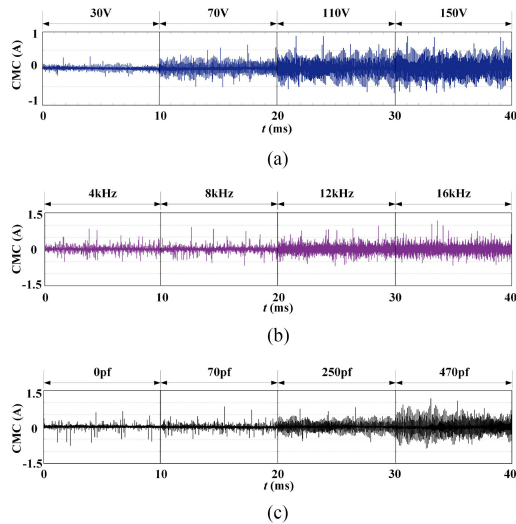 30V 70V 110V 150V
1
CMC (A)
0
-1
0 10 20 30 40
t (ms)
(a)
4kHz 8kHz 12kHz 16kHz
1.5
CMC (A)
0
-1.5
0 10 20 30 40
t (ms)
(b)
0pf 70pf 250pf 470pf
1.5
CMC (A)
0
-1.5
0 10 20 30 40
t (ms)
(c)